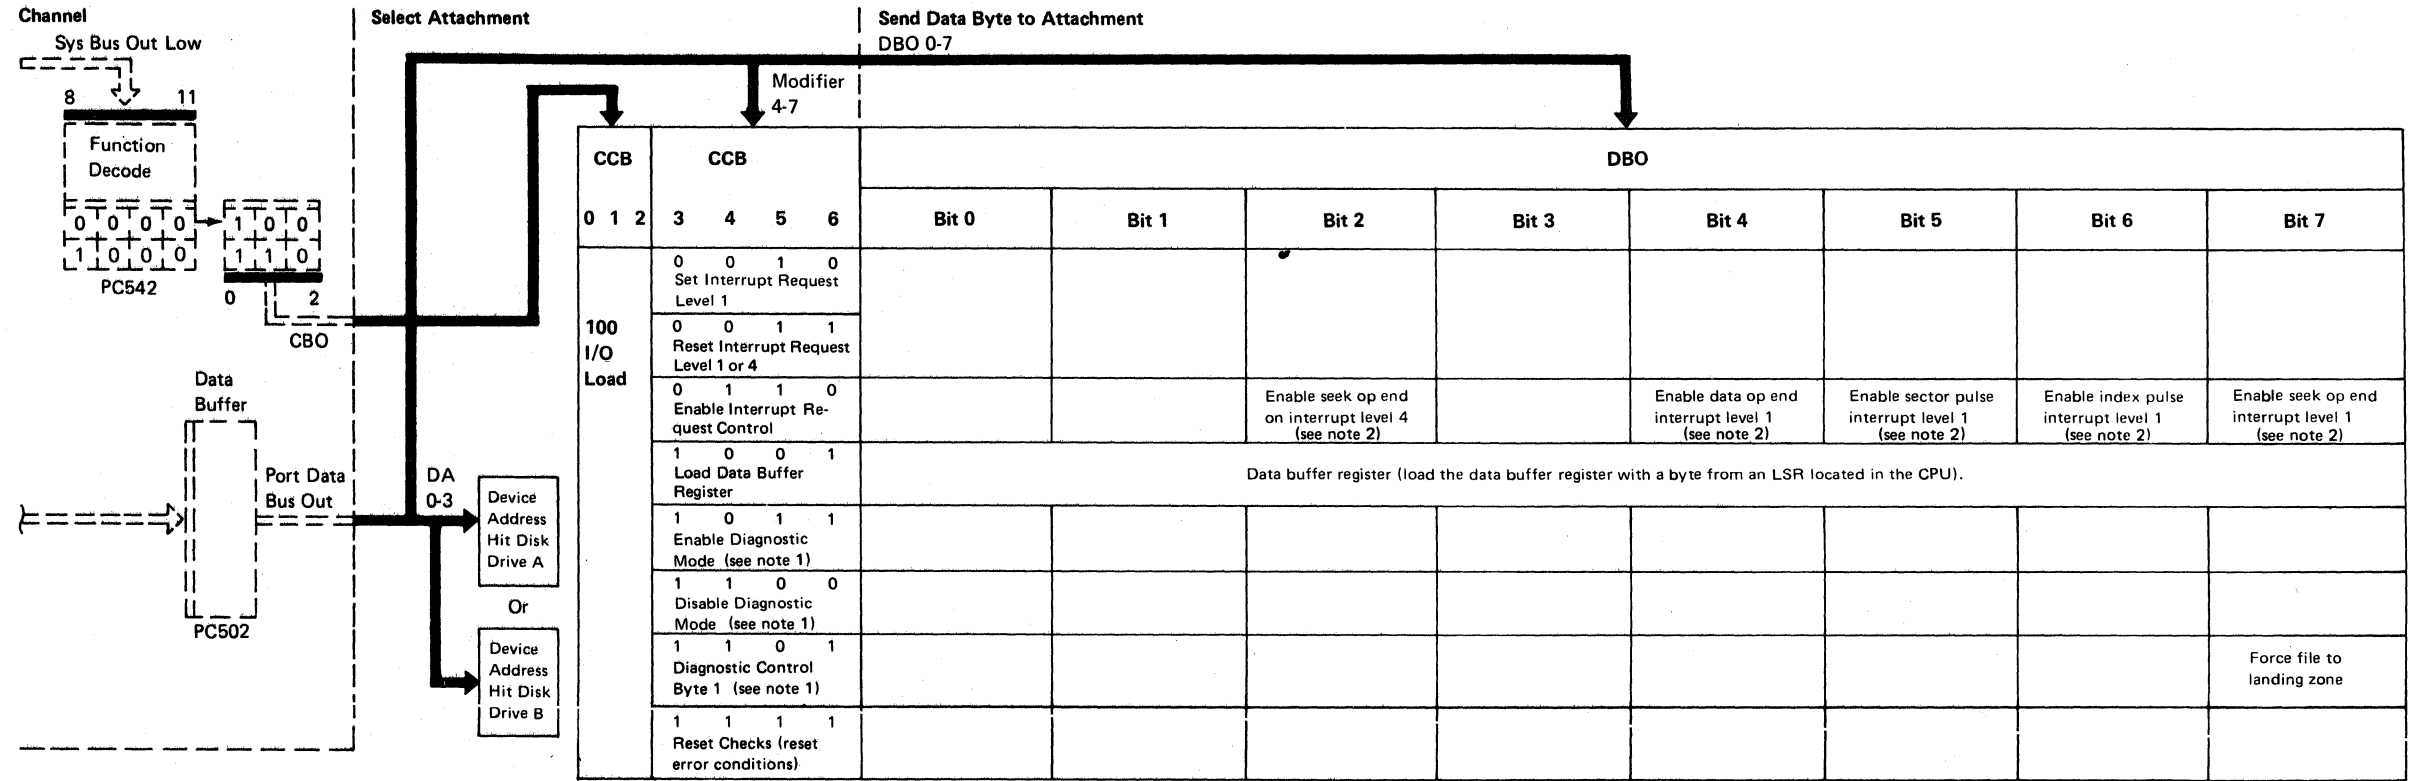 Channel
Sys Bus Out Low
8 11
Function
Decode
0 0 0 0
1 0 0 0
PC542
1 0 0
1 1 0
0 2
CBO
Data
Buffer
Port Data
Bus Out
PC502
Select Attachment
DA
0-3
Device
Address
Hit Disk
Drive A
Or
Device
Address
Hit Disk
Drive B
Send Data Byte to Attachment
DBO 0-7
Modifier
4-7
CCB
CCB
DBO
0 1 2
3 4 5 6
Bit 0
Bit 1
Bit 2
Bit 3
Bit 4
Bit 5
Bit 6
Bit 7
100
I/O
Load
0 0 1 0
Set Interrupt Request
Level 1
0 0 1 1
Reset Interrupt Request
Level 1 or 4
0 1 1 0
Enable Interrupt Re-
quest Control
Enable seek op end
on interrupt level 4
(see note 2)
Enable data op end
interrupt level 1
(see note 2)
Enable sector pulse
interrupt level 1
(see note 2)
Enable index pulse
interrupt level 1
(see note 2)
Enable seek op end
interrupt level 1
(see note 2)
1 0 0 1
Load Data Buffer
Register
Data buffer register (load the data buffer register with a byte from an LSR located in the CPU).
1 0 1 1
Enable Diagnostic
Mode (see note 1)
1 1 0 0
Disable Diagnostic
Mode (see note 1)
1 1 0 1
Diagnostic Control
Byte 1 (see note 1)
Force file to
landing zone
1 1 1 1
Reset Checks (reset
error conditions)